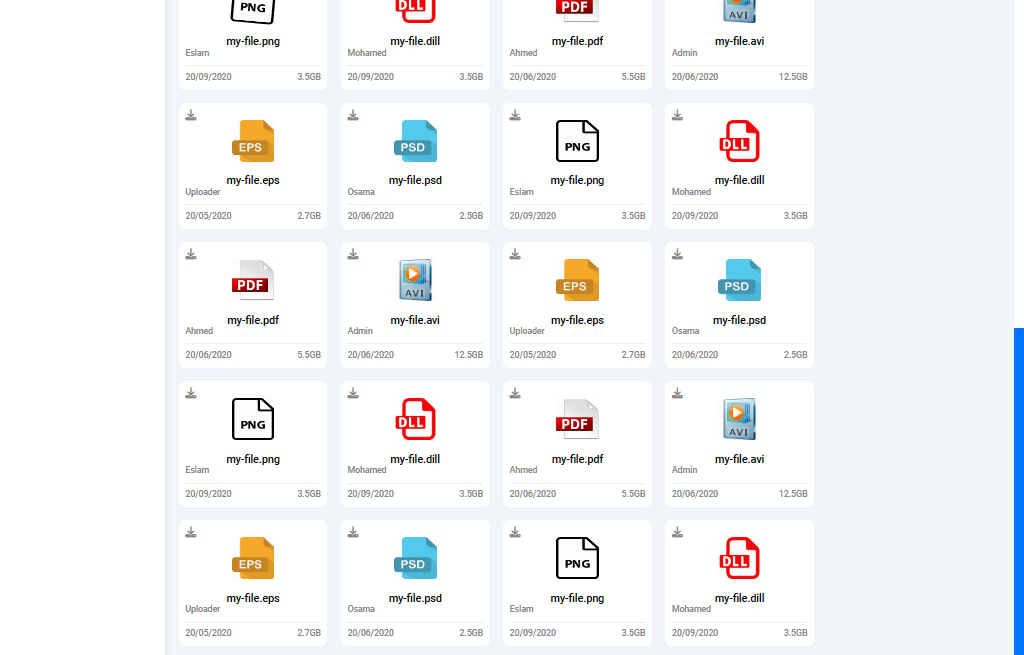 PNG DLL PDF AVI
my-file.png my-file.dill my-file.pdf my-file.avi
Eslam Mohamed Ahmed Admin
20/09/2020 3.5GB 20/09/2020 3.5GB 20/06/2020 5.5GB 20/06/2020 12.5GB
EPS PSD PNG DLL
my-file.eps my-file.psd my-file.png my-file.dill
Uploader Osama Eslam Mohamed
20/05/2020 2.7GB 20/06/2020 2.5GB 20/09/2020 3.5GB 20/09/2020 3.5GB
PDF AVI EPS PSD
my-file.pdf my-file.avi my-file.eps my-file.psd
Ahmed Admin Uploader Osama
20/06/2020 5.5GB 20/06/2020 12.5GB 20/05/2020 2.7GB 20/06/2020 2.5GB
PNG DLL PDF AVI
my-file.png my-file.dill my-file.pdf my-file.avi
Eslam Mohamed Ahmed Admin
20/09/2020 3.5GB 20/09/2020 3.5GB 20/06/2020 5.5GB 20/06/2020 12.5GB
EPS PSD PNG DLL
my-file.eps my-file.psd my-file.png my-file.dill
Uploader Osama Eslam Mohamed
20/05/2020 2.7GB 20/06/2020 2.5GB 20/09/2020 3.5GB 20/09/2020 3.5GB